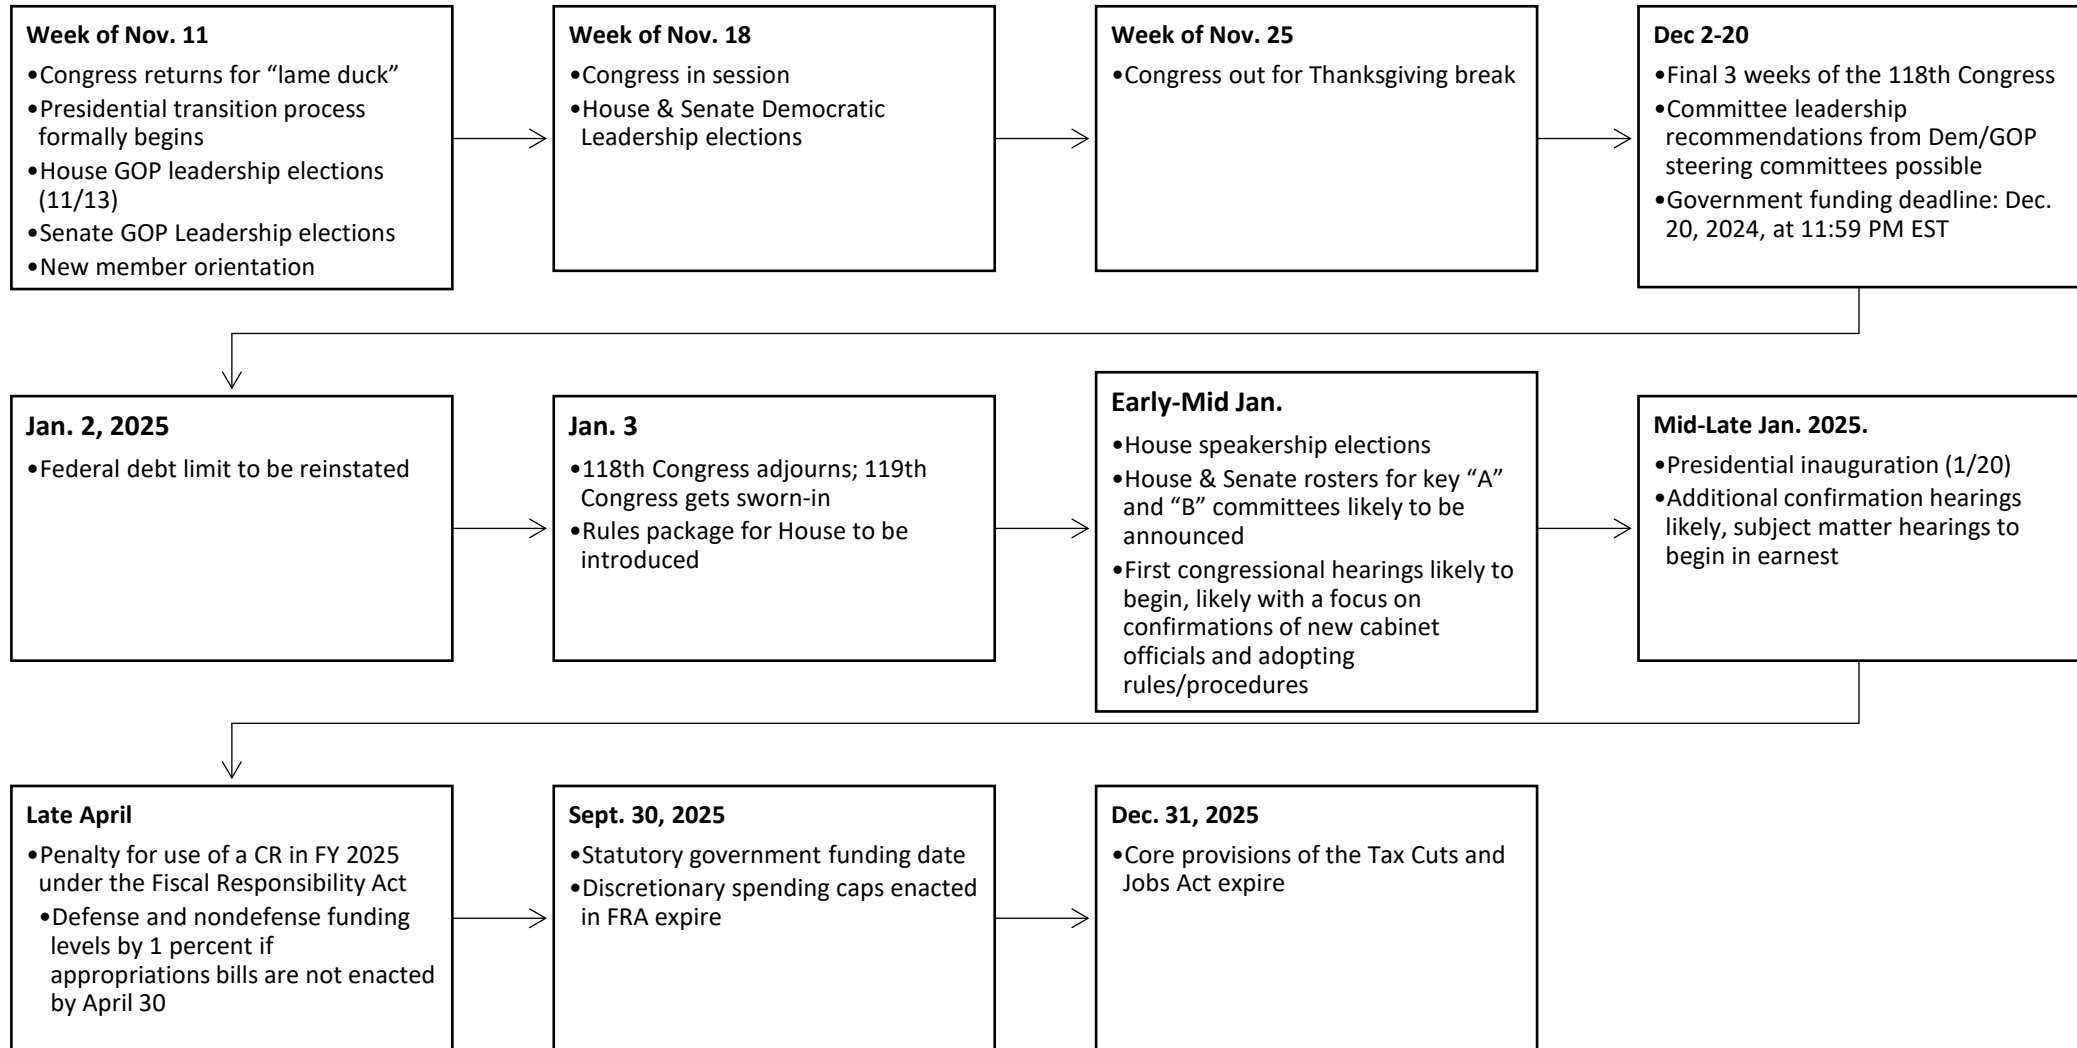 Week of Nov. 11
•Congress returns for “lame duck”
•Presidential transition process
formally begins
•House GOP leadership elections
(11/13)
•Senate GOP Leadership elections
•New member orientation
Week of Nov. 18
•Congress in session
•House & Senate Democratic
Leadership elections
Week of Nov. 25
•Congress out for Thanksgiving break
Dec 2-20
•Final 3 weeks of the 118th Congress
•Committee leadership
recommendations from Dem/GOP
steering committees possible
•Government funding deadline: Dec.
20, 2024, at 11:59 PM EST
Jan. 2, 2025
•Federal debt limit to be reinstated
Jan. 3
•118th Congress adjourns; 119th
Congress gets sworn-in
•Rules package for House to be
introduced
Early-Mid Jan.
•House speakership elections
•House & Senate rosters for key “A”
and “B” committees likely to be
announced
•First congressional hearings likely to
begin, likely with a focus on
confirmations of new cabinet
officials and adopting
rules/procedures
Mid-Late Jan. 2025.
•Presidential inauguration (1/20)
•Additional confirmation hearings
likely, subject matter hearings to
begin in earnest
Late April
•Penalty for use of a CR in FY 2025
under the Fiscal Responsibility Act
•Defense and nondefense funding
levels by 1 percent if
appropriations bills are not enacted
by April 30
Sept. 30, 2025
•Statutory government funding date
•Discretionary spending caps enacted
in FRA expire
Dec. 31, 2025
•Core provisions of the Tax Cuts and
Jobs Act expire